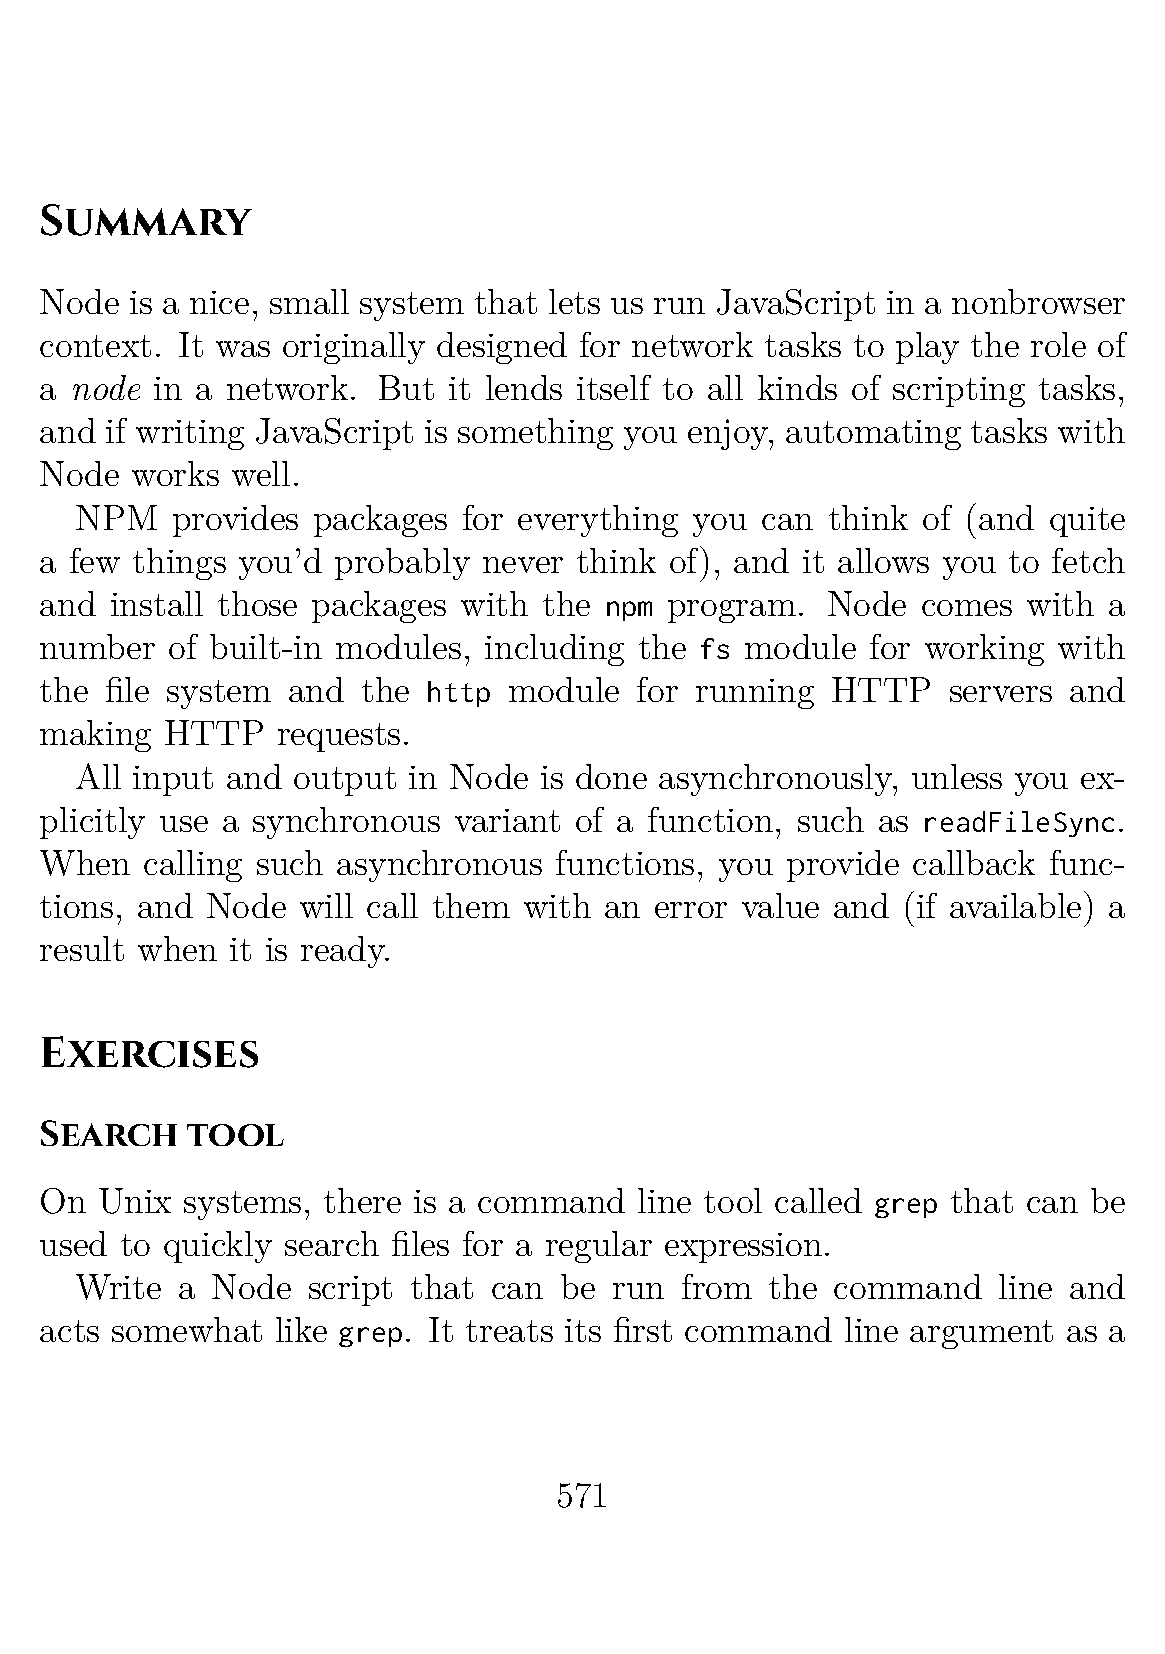 Summary
Node is a nice, small system that lets us run JavaScript in a nonbrowser
context. It was originally designed for network tasks to play the role of
a node in a network. But it lends itself to all kinds of scripting tasks,
and if writing JavaScript is something you enjoy, automating tasks with
Node works well.
NPM provides packages for everything you can think of (and quite
a few things you'd probably never think of), and it allows you to fetch
and install those packages with the npm program. Node comes with a
number of built-in modules, including the fs module for working with
the file system and the http module for running HTTP servers and
making HTTP requests.
All input and output in Node is done asynchronously, unless you ex-
plicitly use a synchronous variant of a function, such as readFileSync.
When calling such asynchronous functions, you provide callback func-
tions, and Node will call them with an error value and (if available) a
result when it is ready.
Exercises
Search tool
On Unix systems, there is a command line tool called grep that can be
used to quickly search files for a regular expression.
Write a Node script that can be run from the command line and
acts somewhat like grep. It treats its first command line argument as a
571